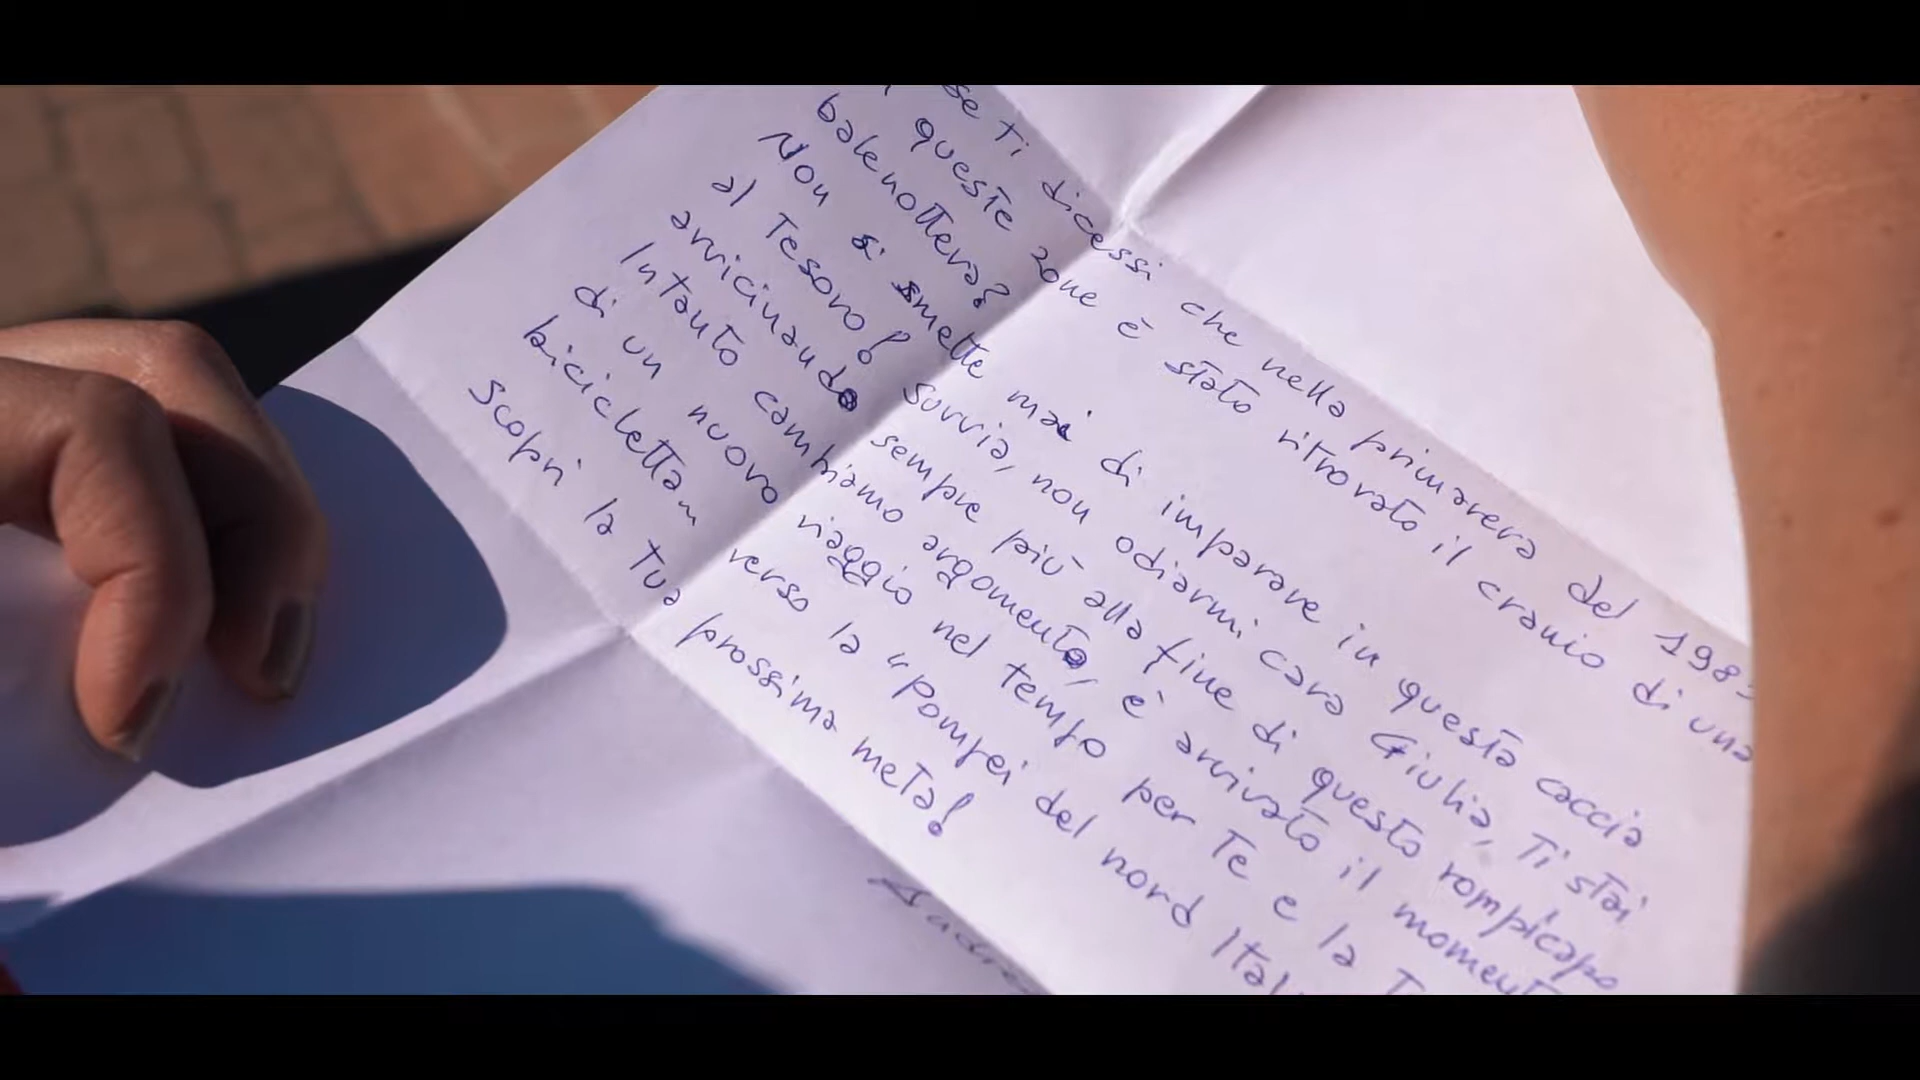 se ti dicessi che nella primavera del 198
queste zone è stato ritrovato il cranio di una
balenottera?
Non si smette mai di imparare in questa caccia
al Tesoro! Suvvia, non odiarmi cara Giulia, Ti stai
avvicinando sempre più alla fine di questo rompicapo
Intanto cambiamo argomento, è arrivato il momento
di un nuovo viaggio nel tempo per Te e la
bicicletta verso la "Pompei del nord Ital
Scopri la Tua prossima meta!
Andrea